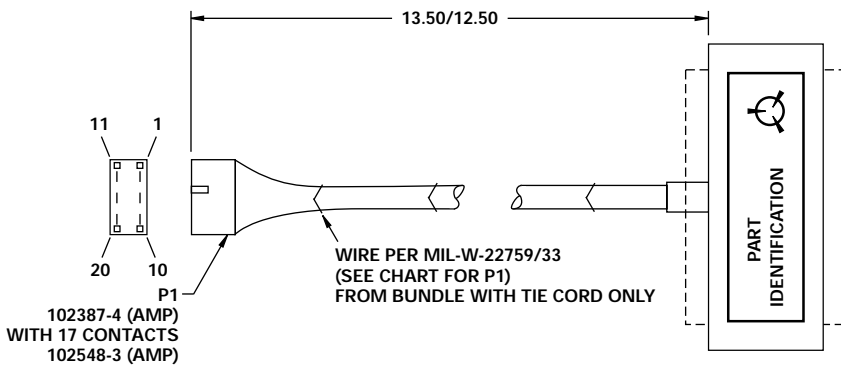 13.50/12.50
11 1
20 10
P1
102387-4 (AMP)
WITH 17 CONTACTS
102548-3 (AMP)
WIRE PER MIL-W-22759/33
(SEE CHART FOR P1)
FROM BUNDLE WITH TIE CORD ONLY
PART
IDENTIFICATION